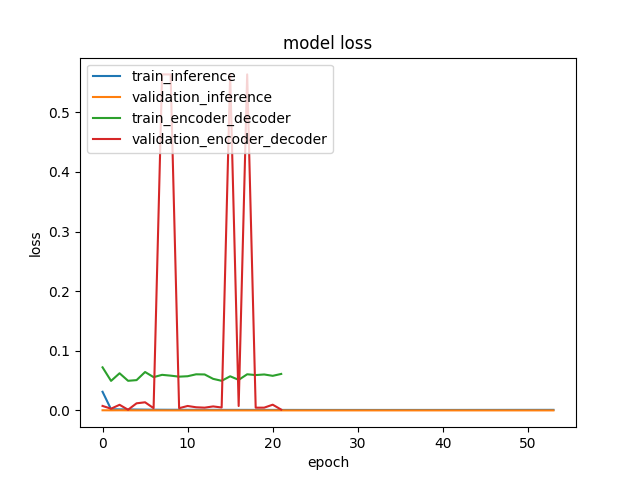 model loss
train_inference
validation_inference
train_encoder_decoder
validation_encoder_decoder
loss
0.5
0.4
0.3
0.2
0.1
0.0
0 10 20 30 40 50
epoch